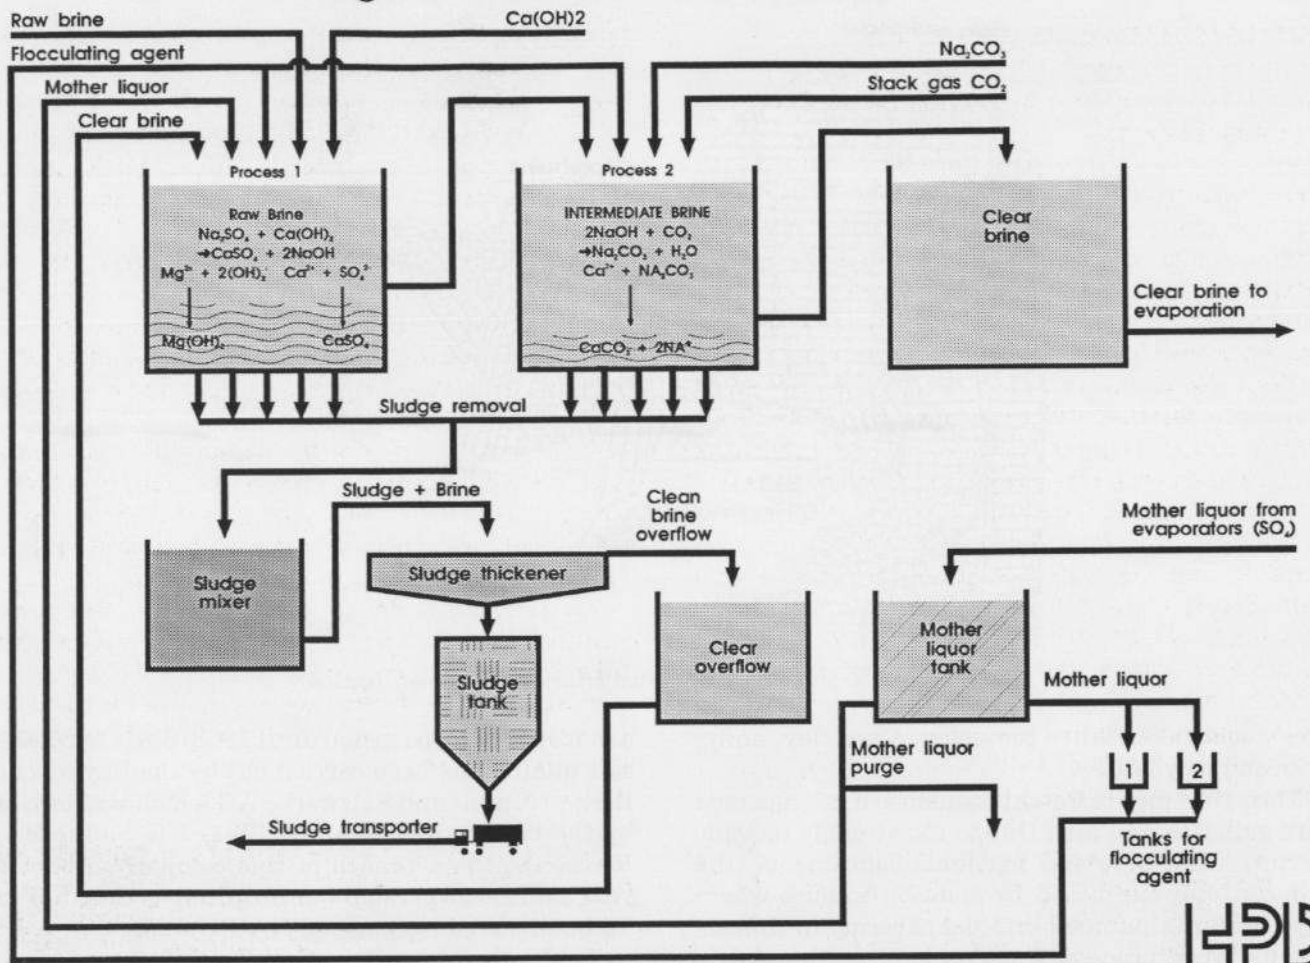 Raw brine
Ca(OH)2
Flocculating agent
Na₂CO₃
Mother liquor
Stack gas CO₂
Clear brine
Process 1
Process 2
Raw Brine
Na₂SO₄ + Ca(OH)₂
→CaSO₄ + 2NaOH
Mg²⁺ + 2(OH)₂⁻ Ca²⁺ + SO₄²⁻
Mg(OH)₂
CaSO₄
INTERMEDIATE BRINE
2NaOH + CO₂
→Na₂CO₃ + H₂O
Ca²⁺ + NA₂CO₃
CaCO₃ + 2NA⁺
Clear
brine
Clear brine to
evaporation
Sludge removal
Sludge + Brine
Clean
brine
overflow
Mother liquor from
evaporators (SO₄)
Sludge
mixer
Sludge thickener
Sludge
tank
Clear
overflow
Mother
liquor
tank
Mother liquor
Mother liquor
purge
1
2
Sludge transporter
Tanks for
flocculating
agent
HPD